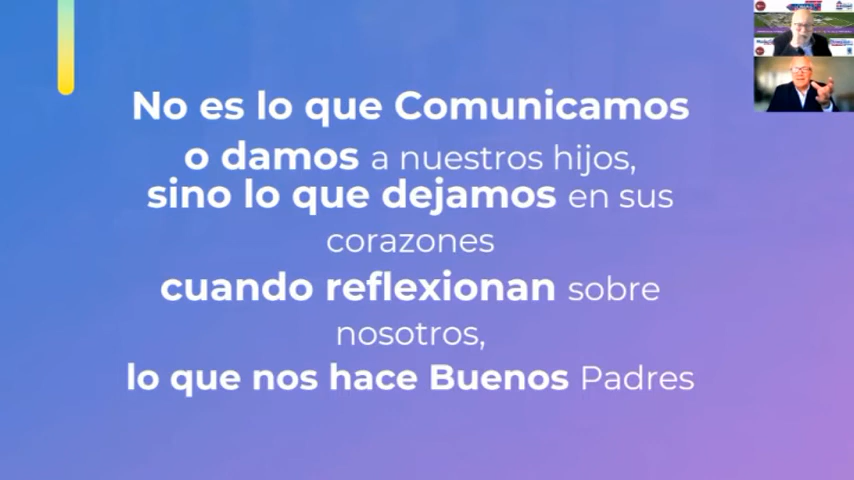 No es lo que Comunicamos
o damos a nuestros hijos,
sino lo que dejamos en sus
corazones
cuando reflexionan sobre
nosotros,
lo que nos hace Buenos Padres